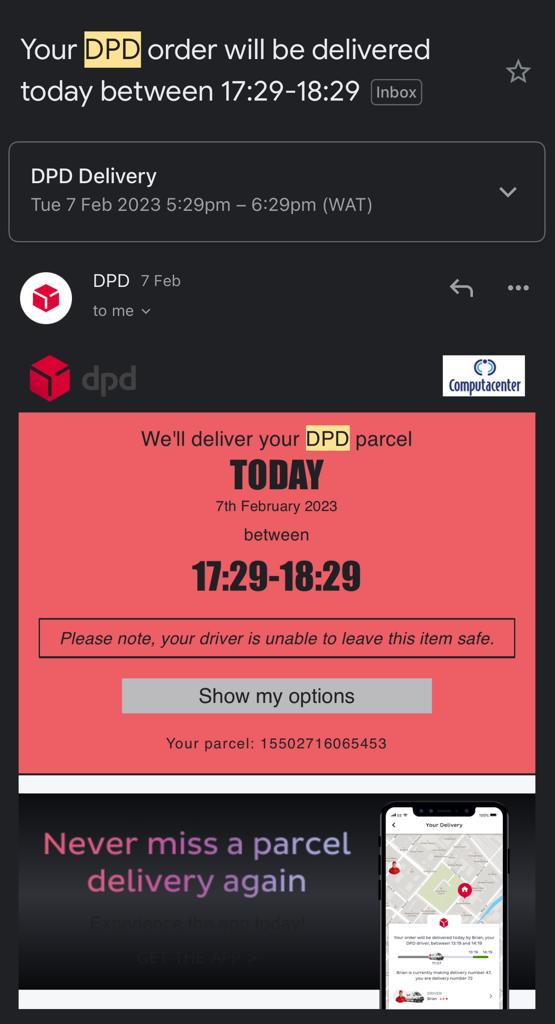 Your DPD order will be delivered
today between 17:29-18:29 Inbox
DPD Delivery
Tue 7 Feb 2023 5:29pm – 6:29pm (WAT)
DPD 7 Feb
to me
dpd
Computacenter
We'll deliver your DPD parcel
TODAY
7th February 2023
between
17:29-18:29
Please note, your driver is unable to leave this item safe.
Show my options
Your parcel: 15502716065453
Never miss a parcel
delivery again
Experience the app today!
GET THE APP >
Your Delivery
Your order will be delivered today by Brian, your
DPD driver, between 13:19 and 14:19
Brian is currently making delivery number 47,
you are delivery number 72
DRIVER
Brian